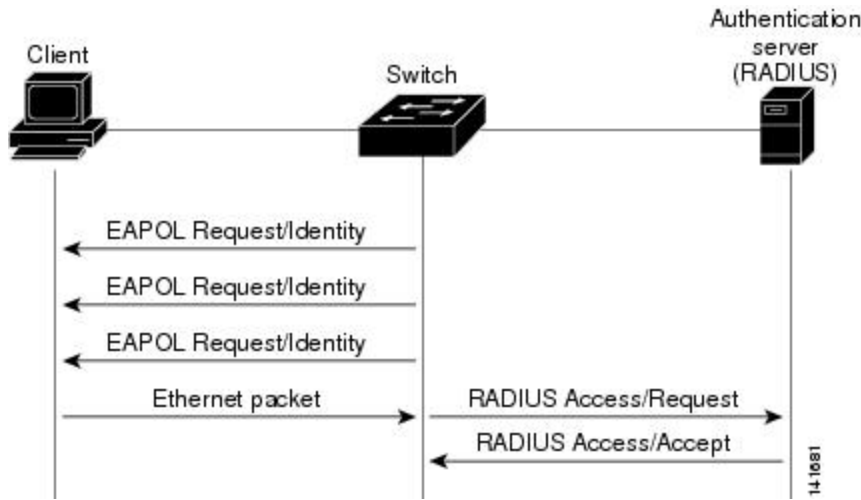 Client
Switch
Authentication
server
(RADIUS)
EAPOL Request/Identity
EAPOL Request/Identity
EAPOL Request/Identity
Ethernet packet
RADIUS Access/Request
RADIUS Access/Accept
141681